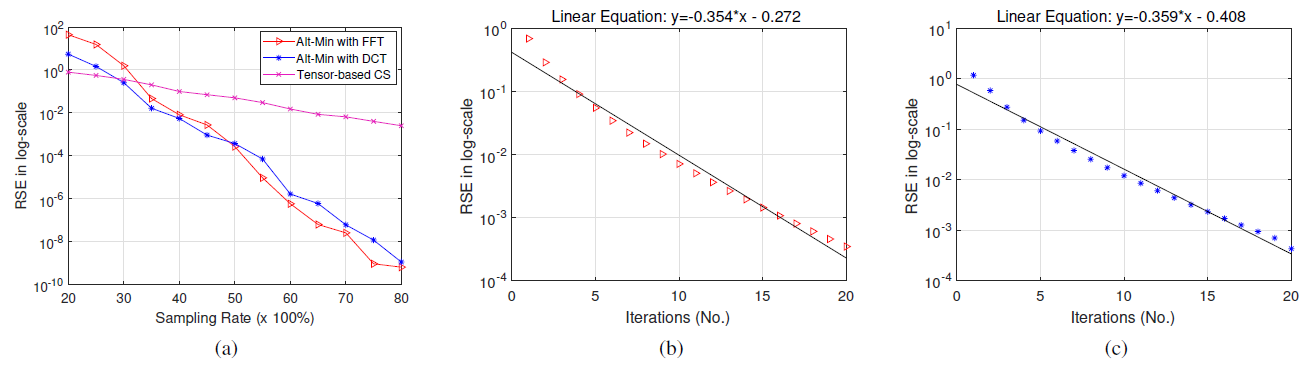 10^2
10^0
10^-2
10^-4
10^-6
10^-8
10^-10
RSE in log-scale
Alt-Min with FFT
Alt-Min with DCT
Tensor-based CS
20 30 40 50 60 70 80
Sampling Rate (x 100%)
(a)
Linear Equation: y=-0.354*x - 0.272
10^0
10^-1
10^-2
10^-3
10^-4
RSE in log-scale
0 5 10 15 20
Iterations (No.)
(b)
Linear Equation: y=-0.359*x - 0.408
10^1
10^0
10^-1
10^-2
10^-3
10^-4
RSE in log-scale
0 5 10 15 20
Iterations (No.)
(c)